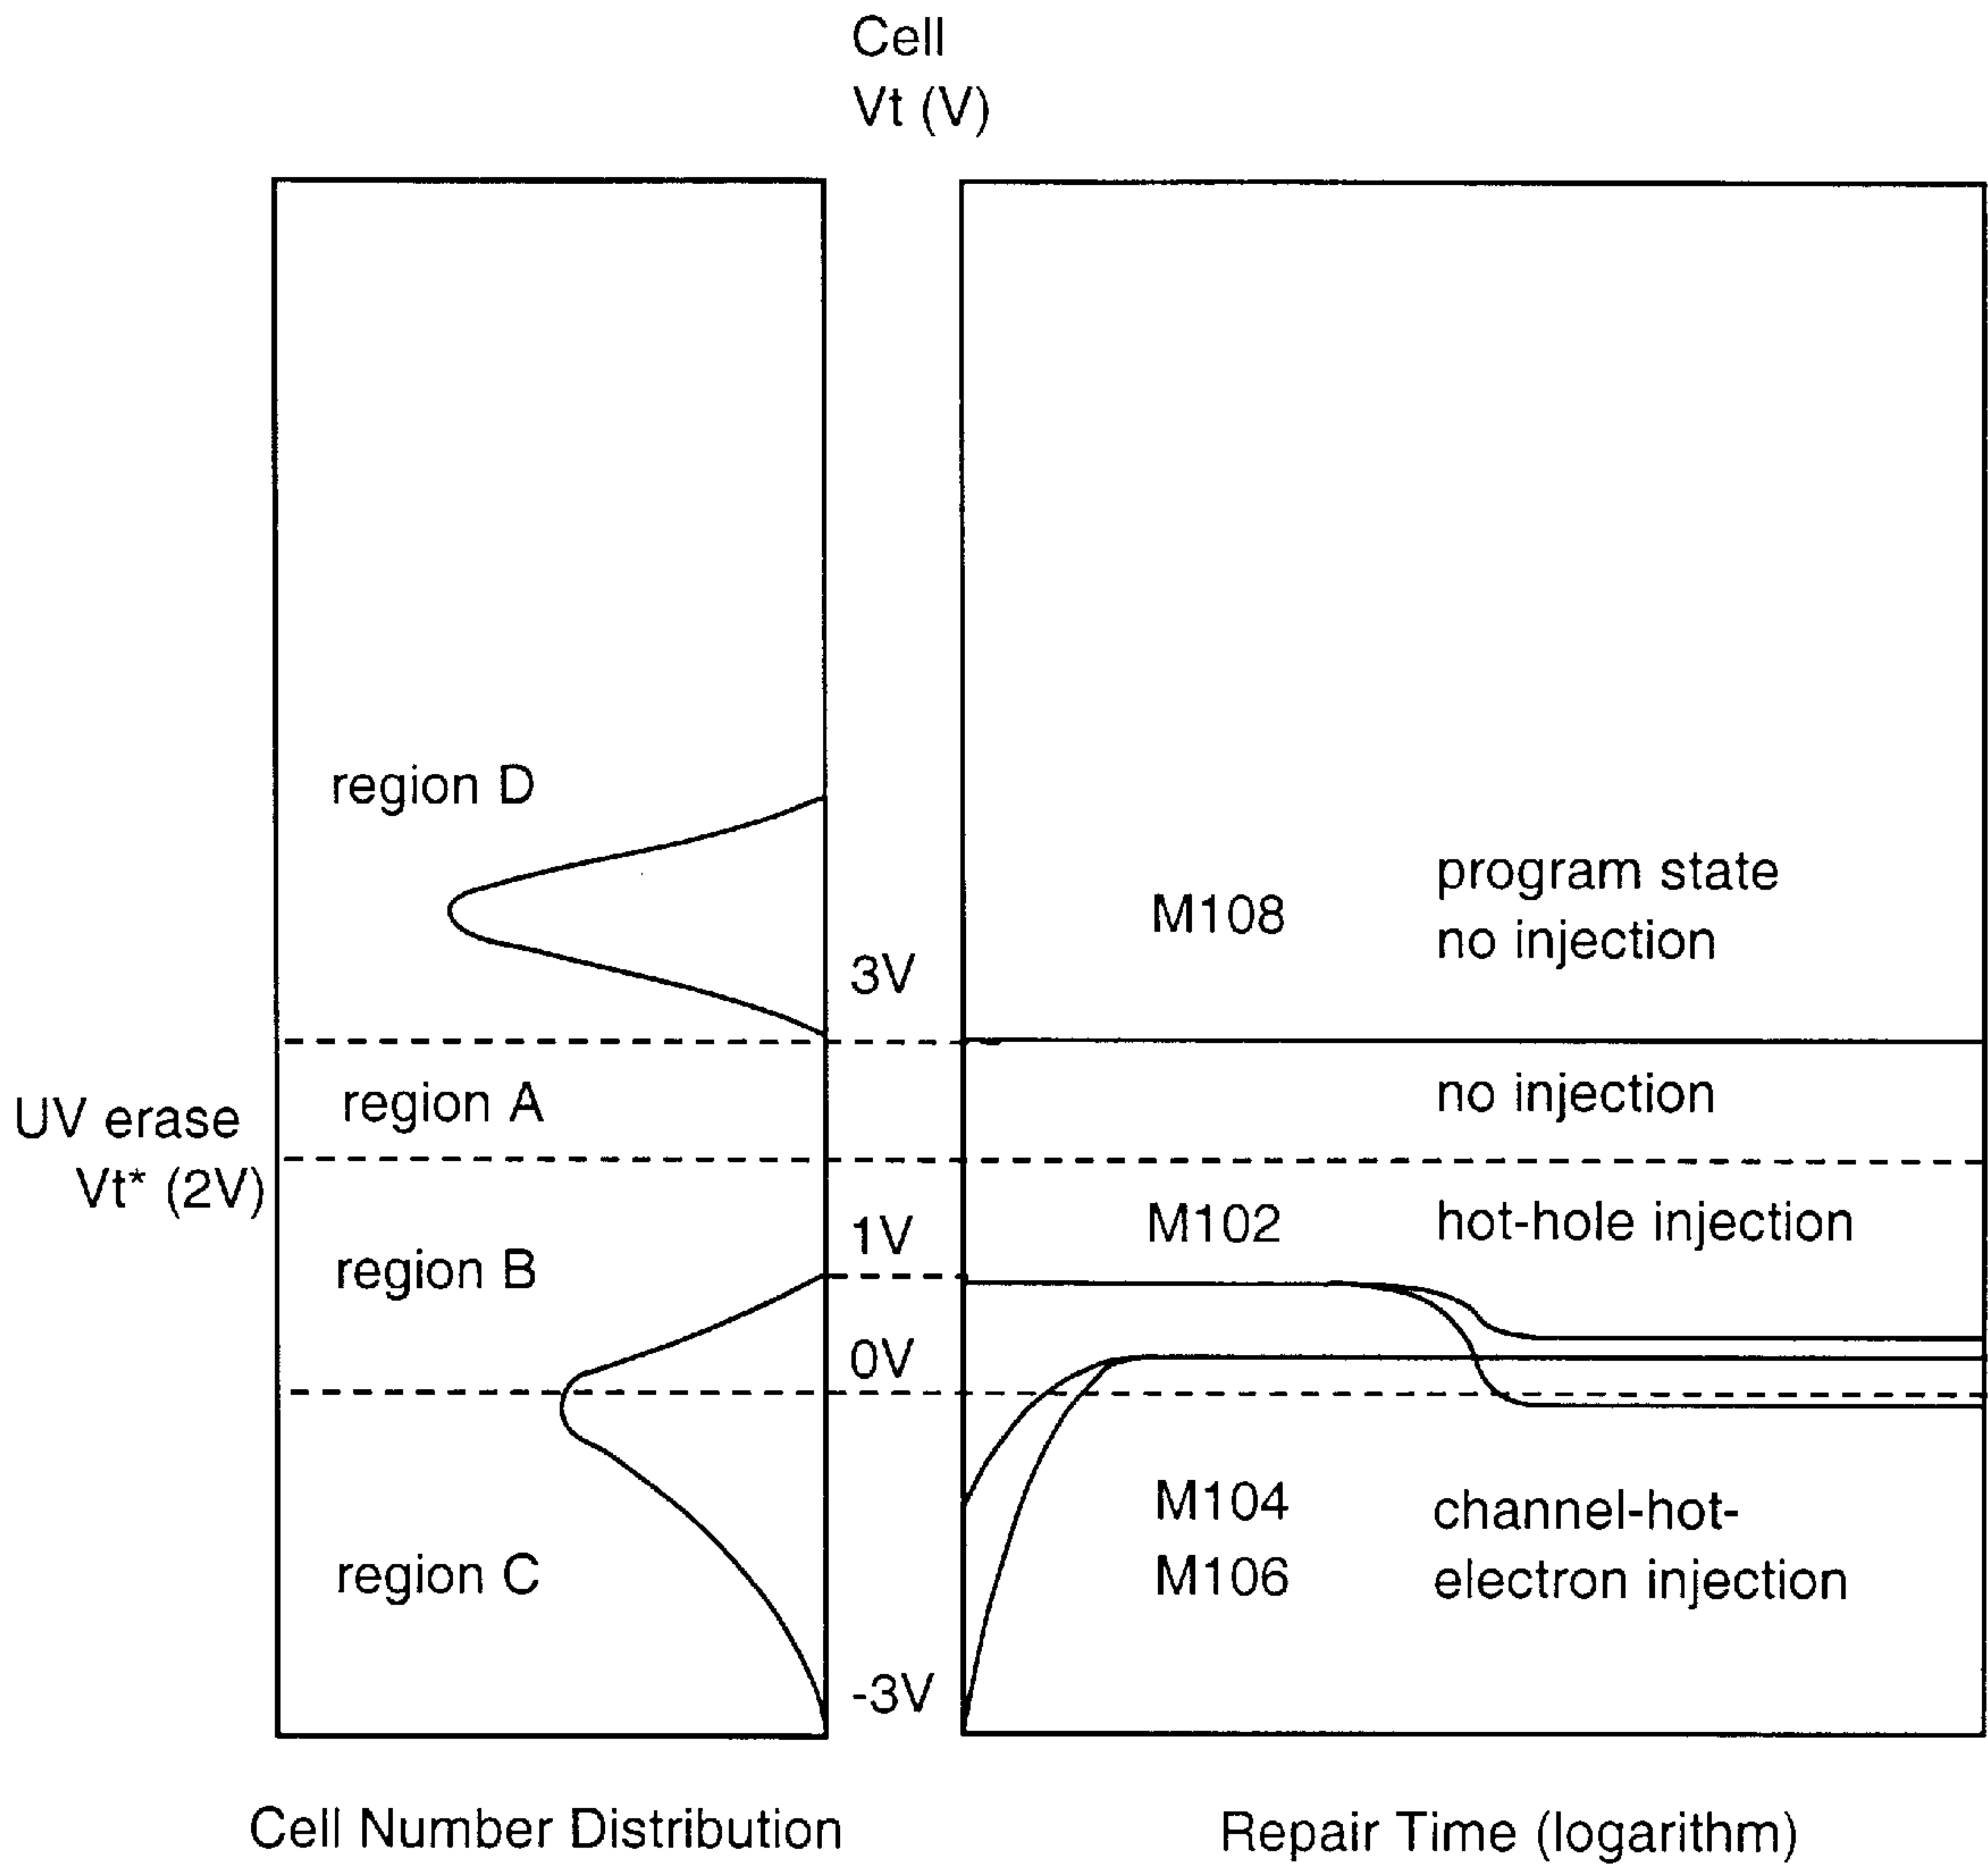 Cell
Vt (V)
region D
program state
M108
no injection
3V
region A
no injection
UV erase
Vt* (2V)
M102
hot-hole injection
1V
region B
0V
M104
channel-hot-
M106
electron injection
region C
-3V
Cell Number Distribution
Repair Time (logarithm)